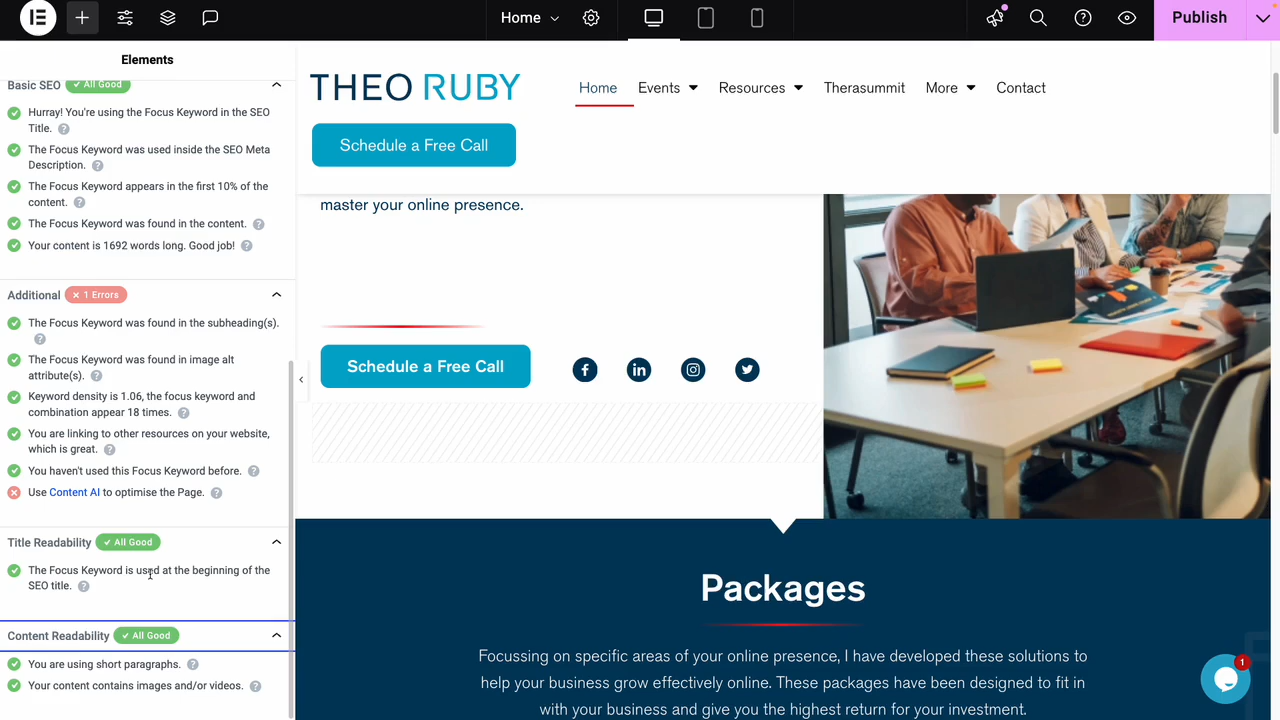 Home
Publish
Elements
Basic SEO ✓ All Good
Hurray! You're using the Focus Keyword in the SEO
Title. ?
The Focus Keyword was used inside the SEO Meta
Description. ?
The Focus Keyword appears in the first 10% of the
content. ?
The Focus Keyword was found in the content. ?
Your content is 1692 words long. Good job! ?
Additional × 1 Errors
The Focus Keyword was found in the subheading(s).
?
The Focus Keyword was found in image alt
attribute(s). ?
Keyword density is 1.06, the focus keyword and
combination appear 18 times. ?
You are linking to other resources on your website,
which is great. ?
You haven't used this Focus Keyword before. ?
Use Content AI to optimise the Page. ?
Title Readability ✓ All Good
The Focus Keyword is used at the beginning of the
SEO title. ?
Content Readability ✓ All Good
You are using short paragraphs. ?
Your content contains images and/or videos. ?
THEO RUBY
Home Events Resources Therasummit More Contact
Schedule a Free Call
master your online presence.
Schedule a Free Call
Packages
Focussing on specific areas of your online presence, I have developed these solutions to
help your business grow effectively online. These packages have been designed to fit in
with your business and give you the highest return for your investment.
1